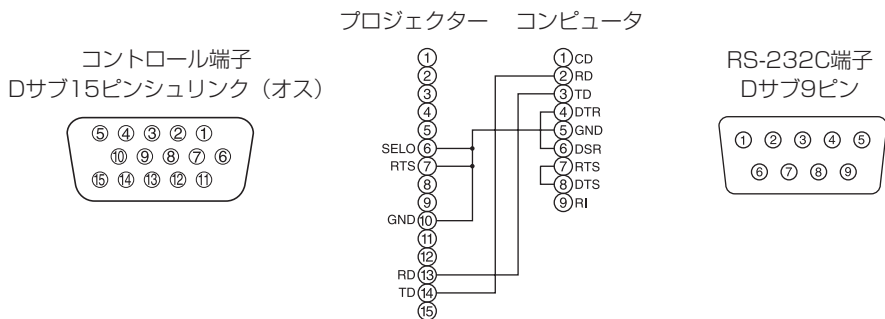 プロジェクター コンピュータ
コントロール端子
Dサブ15ピンシュリンク（オス）
⑤ ④ ③ ② ①
⑩ ⑨ ⑧ ⑦ ⑥
⑮ ⑭ ⑬ ⑫ ⑪
①
②
③
④
⑤
SELO ⑥
RTS ⑦
⑧
⑨
GND ⑩
⑪
⑫
RD ⑬
TD ⑭
⑮
① CD
② RD
③ TD
④ DTR
⑤ GND
⑥ DSR
⑦ RTS
⑧ DTS
⑨ RI
RS-232C端子
Dサブ9ピン
① ② ③ ④ ⑤
⑥ ⑦ ⑧ ⑨